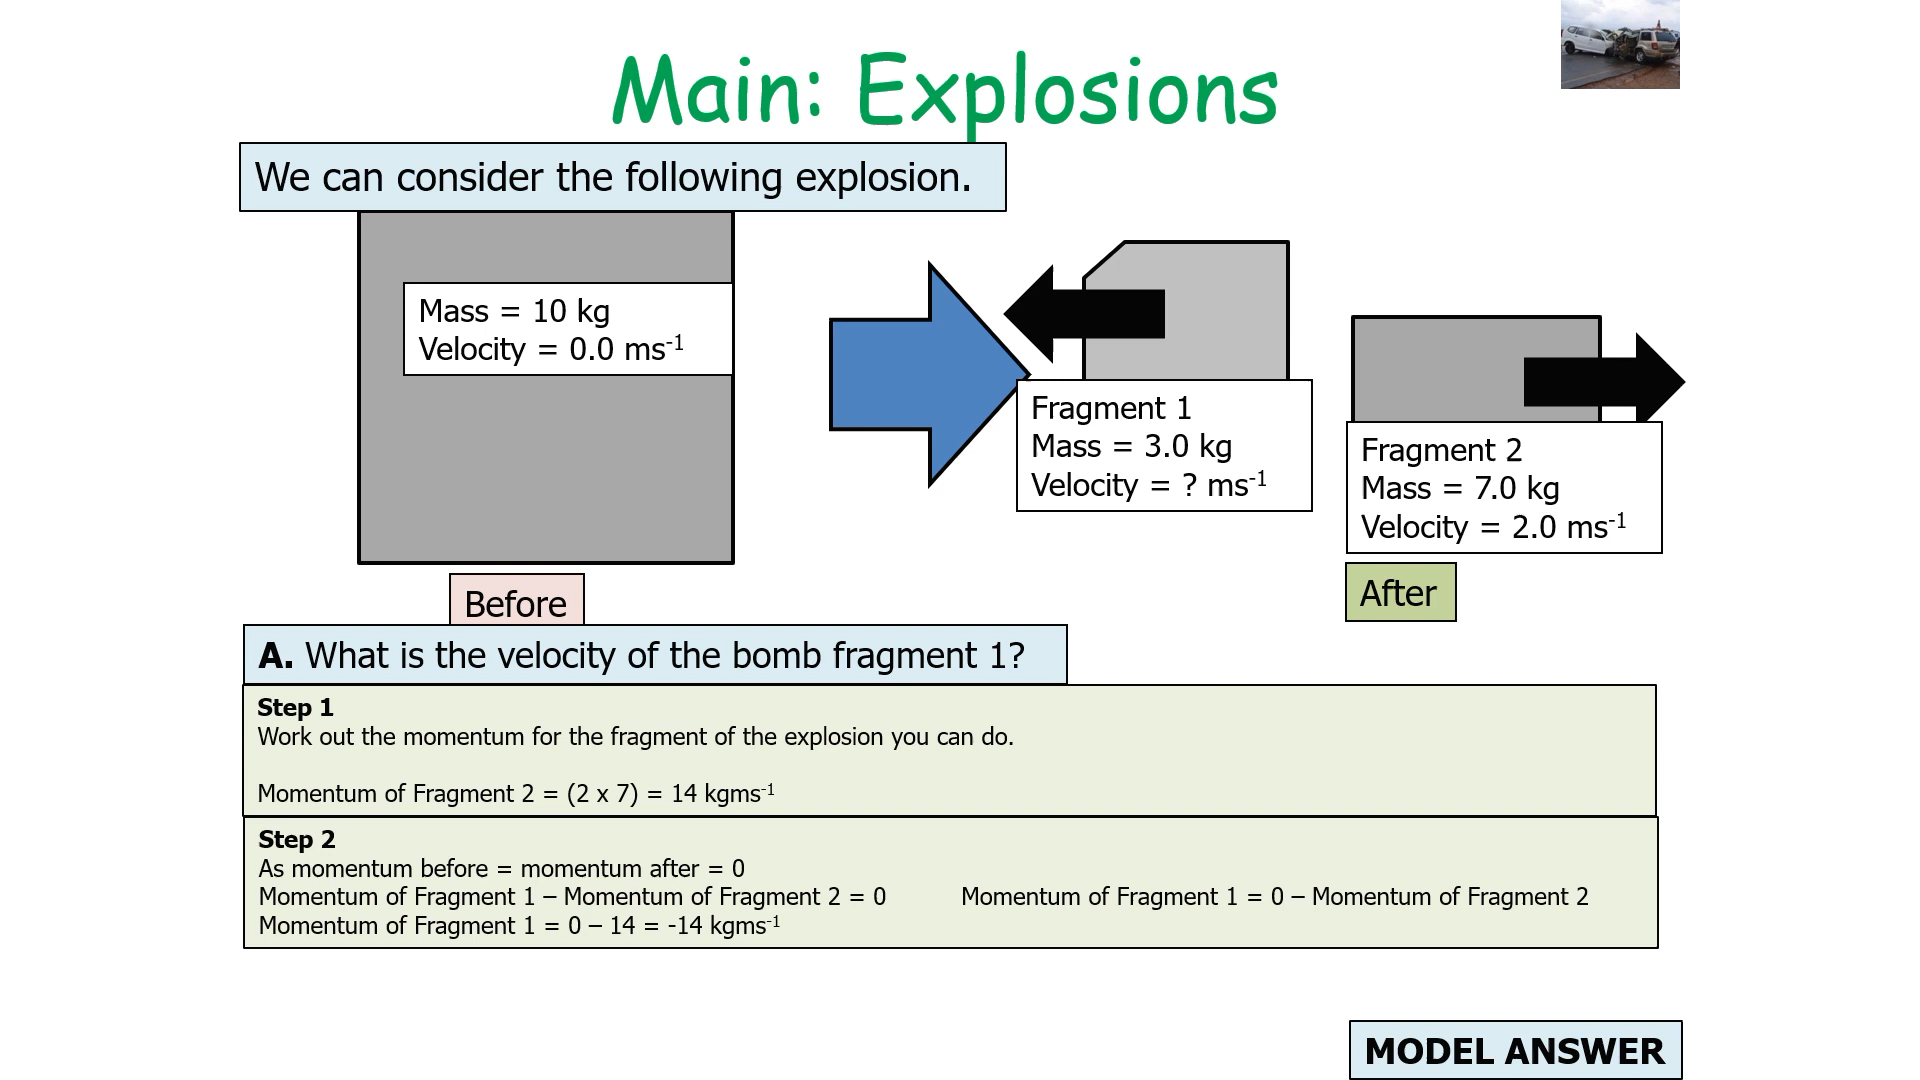 Main: Explosions
We can consider the following explosion.
Mass = 10 kg
Velocity = 0.0 ms⁻¹
Fragment 1
Mass = 3.0 kg
Velocity = ? ms⁻¹
Fragment 2
Mass = 7.0 kg
Velocity = 2.0 ms⁻¹
Before
After
A. What is the velocity of the bomb fragment 1?
Step 1
Work out the momentum for the fragment of the explosion you can do.
Momentum of Fragment 2 = (2 x 7) = 14 kgms⁻¹
Step 2
As momentum before = momentum after = 0
Momentum of Fragment 1 – Momentum of Fragment 2 = 0 Momentum of Fragment 1 = 0 – Momentum of Fragment 2
Momentum of Fragment 1 = 0 – 14 = -14 kgms⁻¹
MODEL ANSWER